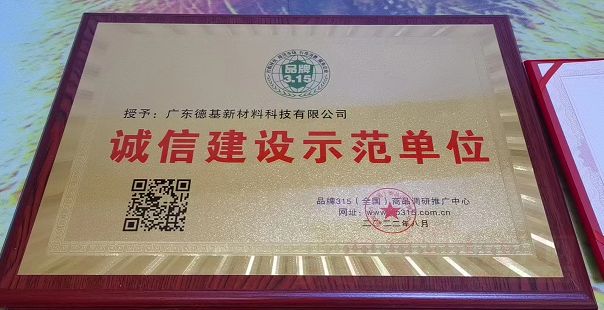 品牌
3.15
授予：广东德基新材料科技有限公司
诚信建设示范单位
品牌315（全国）商品调研推广中心
网址：www.pp315.com.cn
二〇二二年八月